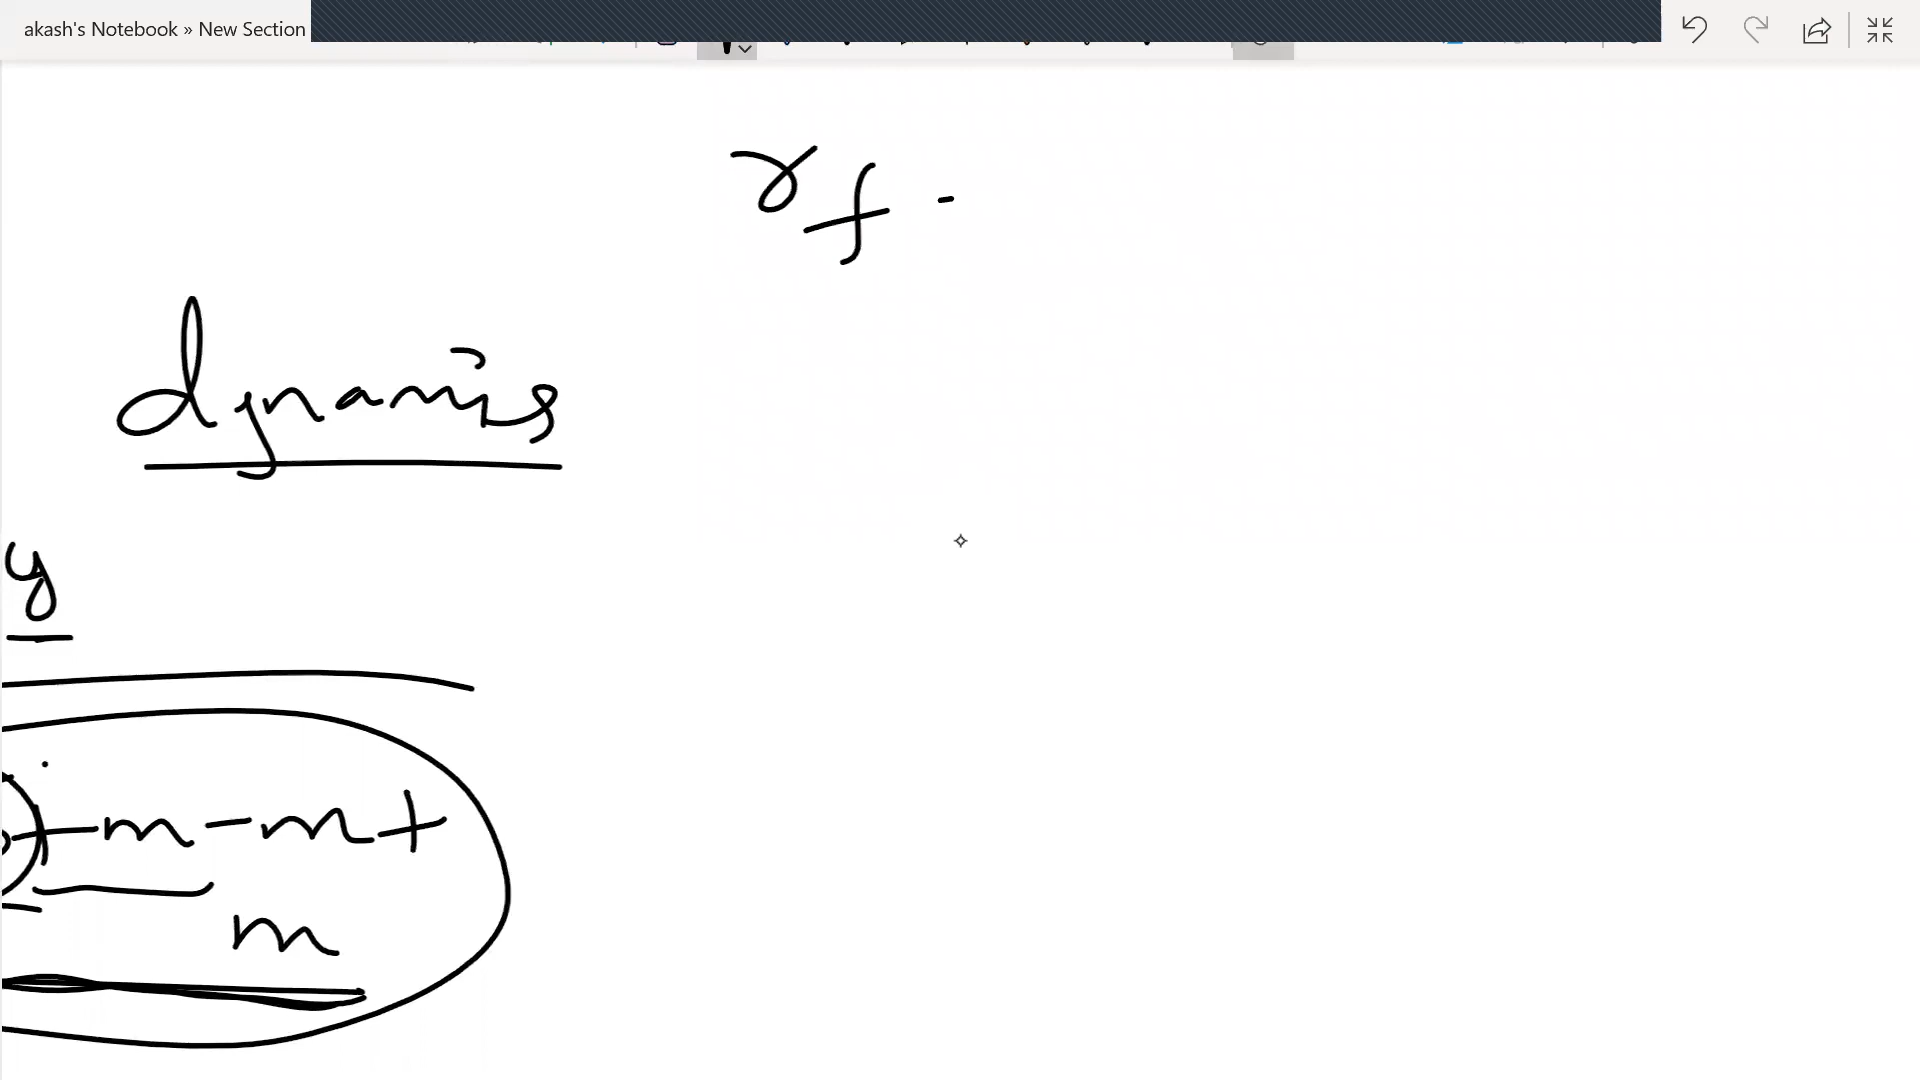 akash's Notebook » New Section
γf -
dynamics
y
+ m - m +
m